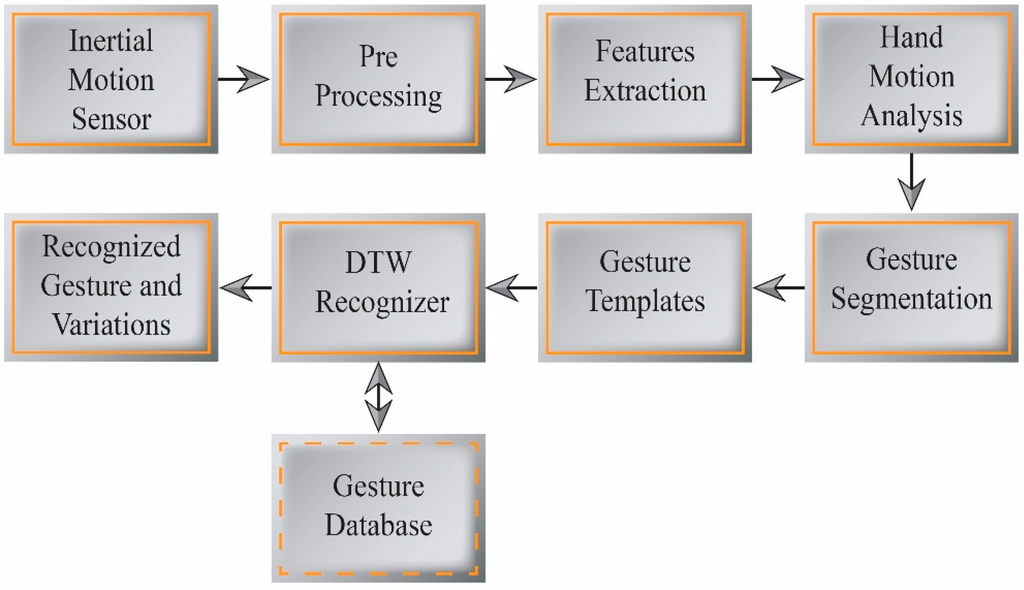 Inertial
Motion
Sensor
Pre
Processing
Features
Extraction
Hand
Motion
Analysis
Recognized
Gesture and
Variations
DTW
Recognizer
Gesture
Templates
Gesture
Segmentation
Gesture
Database